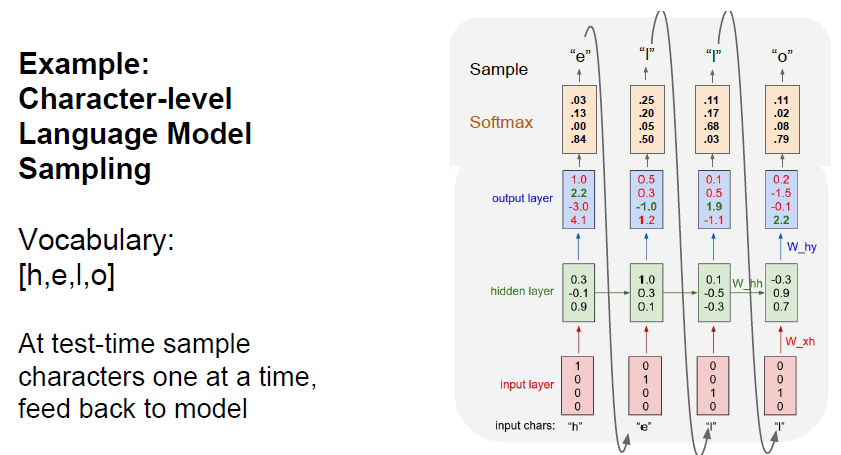 Example:
Character-level
Language Model
Sampling
Vocabulary:
[h,e,l,o]
At test-time sample
characters one at a time,
feed back to model
Sample “e” “l” “l” “o”
Softmax
.03 .25 .11 .11
.13 .20 .17 .02
.00 .05 .68 .08
.84 .50 .03 .79
output layer
1.0 0.5 0.1 0.2
2.2 0.3 0.5 -1.5
-3.0 -1.0 1.9 -0.1
4.1 1.2 -1.1 2.2
W_hy
hidden layer
0.3 1.0 0.1 -0.3
-0.1 0.3 -0.5 0.9
0.9 0.1 -0.3 0.7
W_hh
W_xh
input layer
1 0 0 0
0 1 0 0
0 0 1 1
0 0 0 0
input chars: “h” “e” “l” “l”